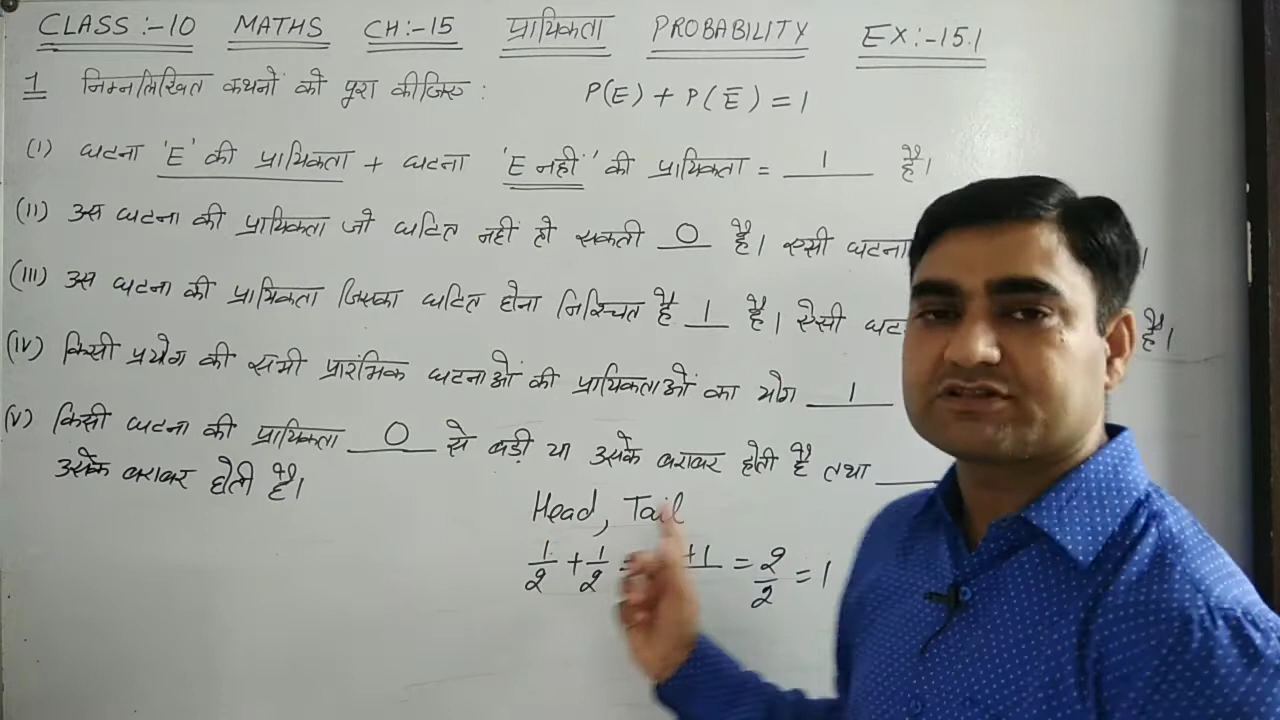 CLASS:-10 MATHS CH:-15 प्रायिकता PROBABILITY EX:-15.1
1 निम्नलिखित कथनों को पूरा कीजिए: P(E) + P(Ē) = 1
(I) घटना 'E' की प्रायिकता + घटना 'E नहीं' की प्रायिकता = 1 है।
(II) उस घटना की प्रायिकता जो घटित नहीं हो सकती 0 है। ऐसी घटना
(III) उस घटना की प्रायिकता जिसका घटित होना निश्चित है 1 है। ऐसी घट है।
(IV) किसी प्रयोग की सभी प्रारंभिक घटनाओं की प्रायिकताओं का योग 1
(V) किसी घटना की प्रायिकता 0 से बड़ी या उसके बराबर होती है तथा
उसके बराबर होती है।
Head, Tail
1/2 + 1/2 = +1 = 2/2 = 1